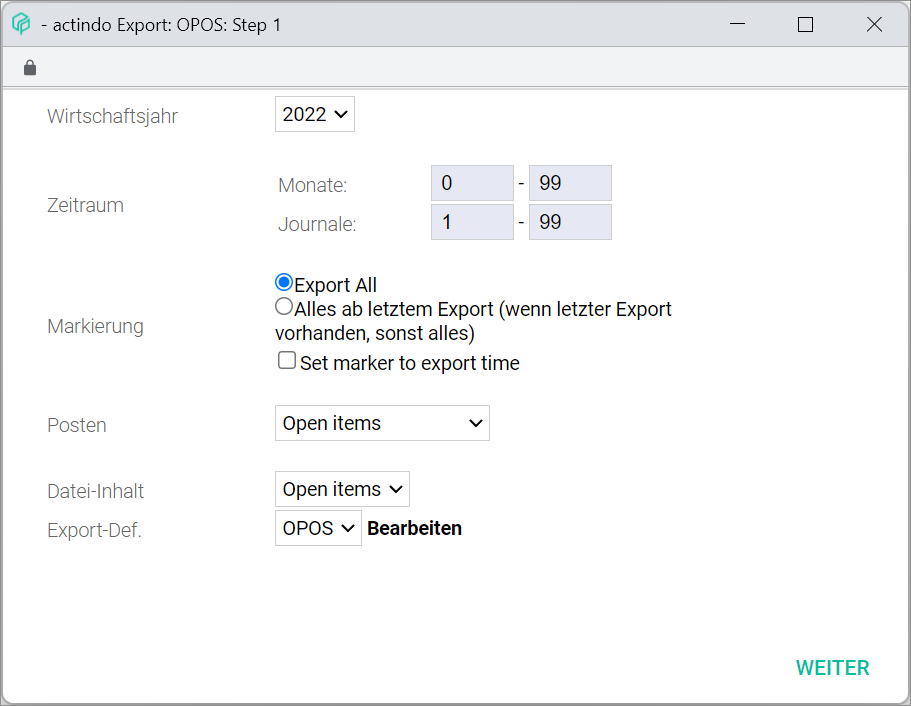 - actindo Export: OPOS: Step 1
Wirtschaftsjahr 2022
Zeitraum
Monate: 0 - 99
Journale: 1 - 99
Markierung
Export All
Alles ab letztem Export (wenn letzter Export
vorhanden, sonst alles)
Set marker to export time
Posten Open items
Datei-Inhalt Open items
Export-Def. OPOS Bearbeiten
WEITER